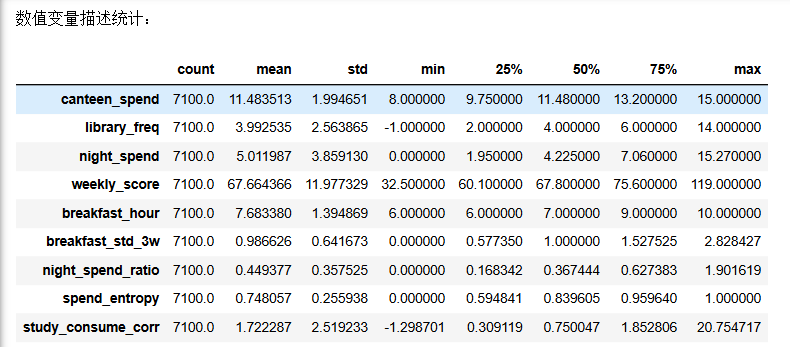 数值变量描述统计：
count mean std min 25% 50% 75% max
canteen_spend 7100.0 11.483513 1.994651 8.000000 9.750000 11.480000 13.200000 15.000000
library_freq 7100.0 3.992535 2.563865 -1.000000 2.000000 4.000000 6.000000 14.000000
night_spend 7100.0 5.011987 3.859130 0.000000 1.950000 4.225000 7.060000 15.270000
weekly_score 7100.0 67.664366 11.977329 32.500000 60.100000 67.800000 75.600000 119.000000
breakfast_hour 7100.0 7.683380 1.394869 6.000000 6.000000 7.000000 9.000000 10.000000
breakfast_std_3w 7100.0 0.986626 0.641673 0.000000 0.577350 1.000000 1.527525 2.828427
night_spend_ratio 7100.0 0.449377 0.357525 0.000000 0.168342 0.367444 0.627383 1.901619
spend_entropy 7100.0 0.748057 0.255938 0.000000 0.594841 0.839605 0.959640 1.000000
study_consume_corr 7100.0 1.722287 2.519233 -1.298701 0.309119 0.750047 1.852806 20.754717